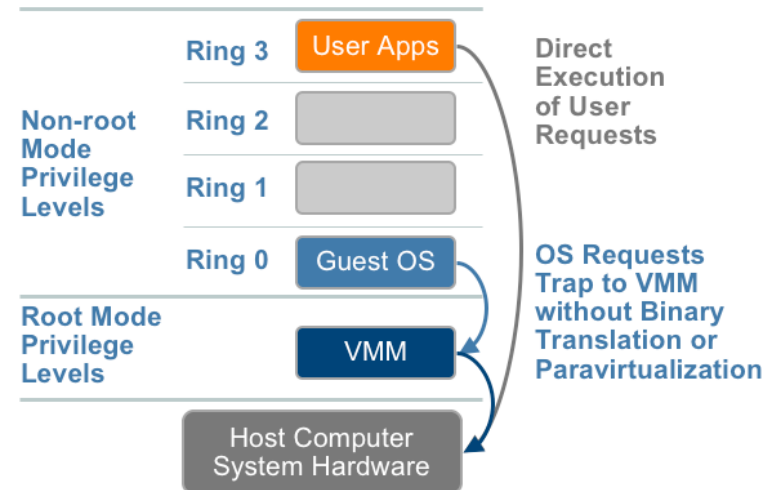 Ring 3
User Apps
Direct
Execution
of User
Requests
Non-root
Mode
Privilege
Levels
Ring 2
Ring 1
Ring 0
Guest OS
OS Requests
Trap to VMM
without Binary
Translation or
Paravirtualization
Root Mode
Privilege
Levels
VMM
Host Computer
System Hardware